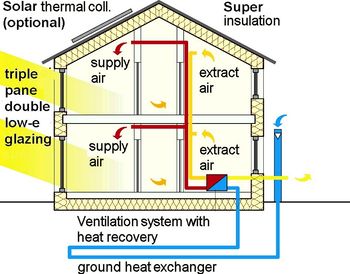 Solar thermal coll.
(optional)
Super
insulation
supply
air
extract
air
triple
pane
double
low-e
glazing
supply
air
extract
air
Ventilation system with
heat recovery
ground heat exchanger